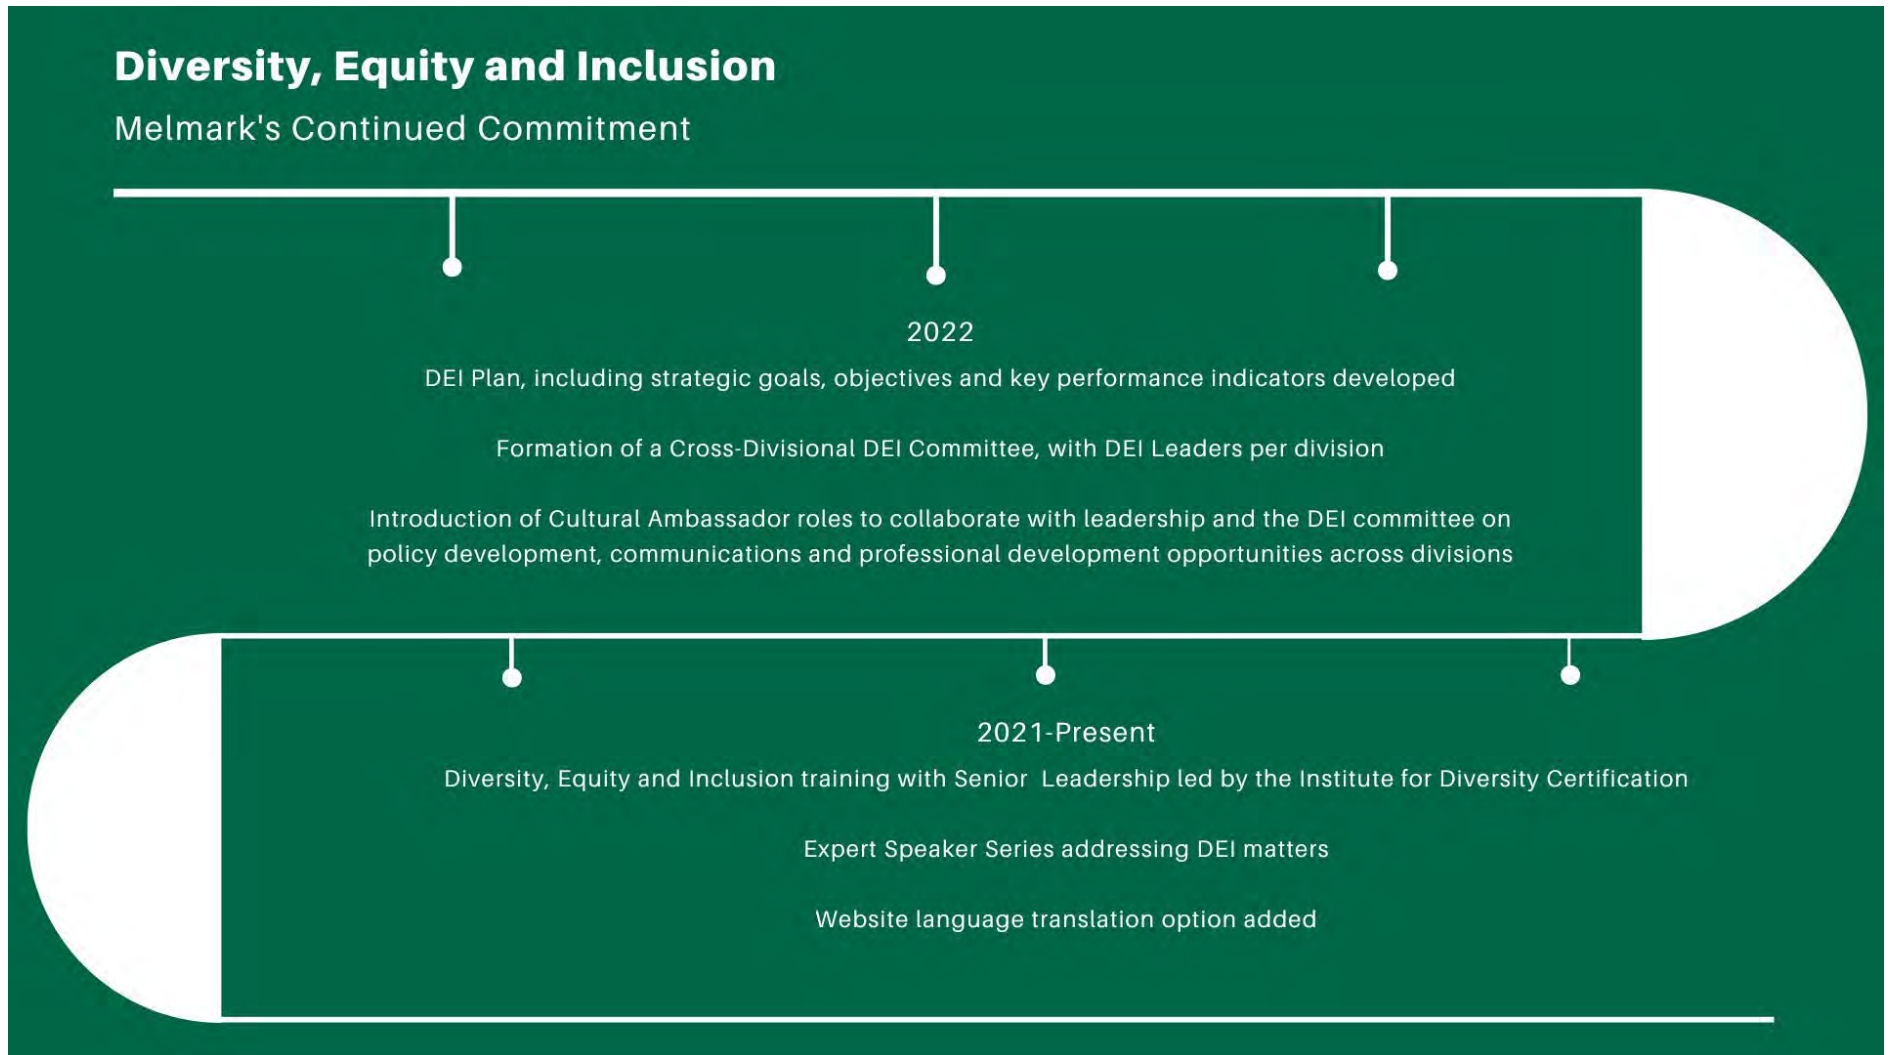 Diversity, Equity and Inclusion
Melmark's Continued Commitment
2022
DEI Plan, including strategic goals, objectives and key performance indicators developed
Formation of a Cross-Divisional DEI Committee, with DEI Leaders per division
Introduction of Cultural Ambassador roles to collaborate with leadership and the DEI committee on
policy development, communications and professional development opportunities across divisions
2021-Present
Diversity, Equity and Inclusion training with Senior  Leadership led by the Institute for Diversity Certification
Expert Speaker Series addressing DEI matters
Website language translation option added